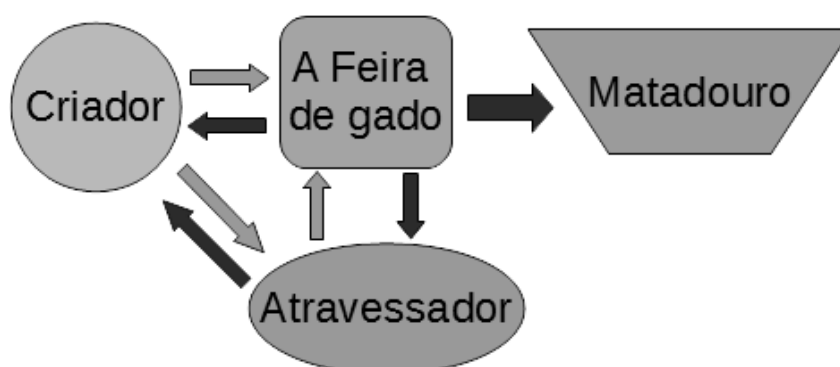 Criador
A Feira
de gado
Matadouro
Atravessador